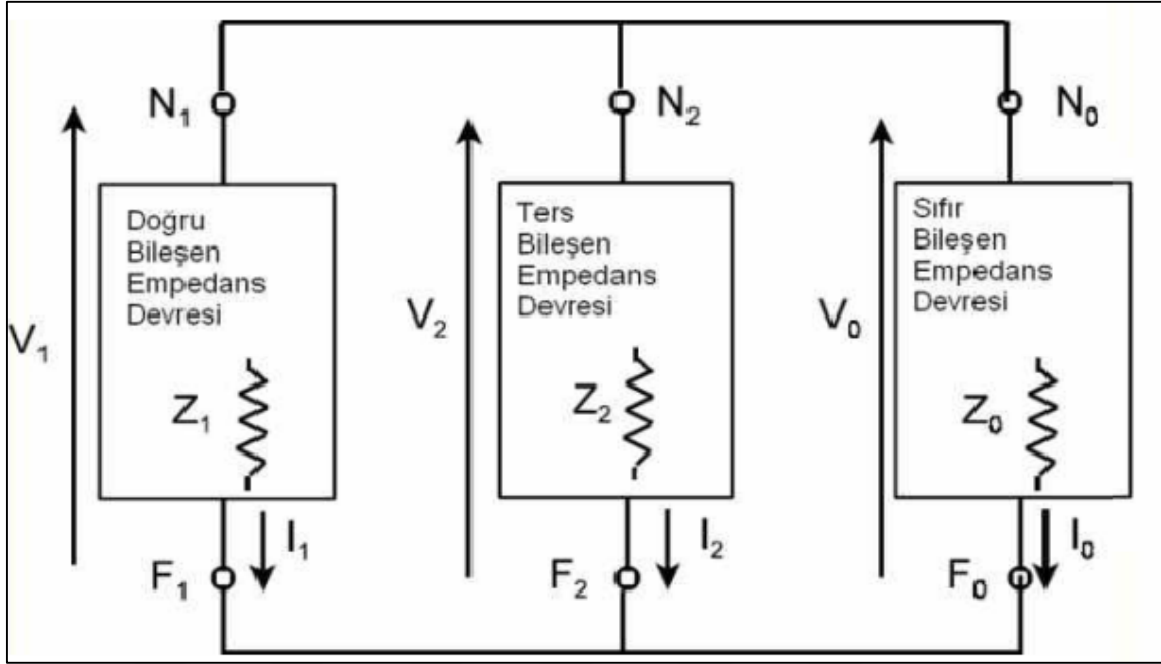 N₁
N₂
N₀
Doğru
Bileşen
Empedans
Devresi
Ters
Bileşen
Empedans
Devresi
Sıfır
Bileşen
Empedans
Devresi
V₁
V₂
V₀
Z₁
Z₂
Z₀
I₁
I₂
I₀
F₁
F₂
F₀